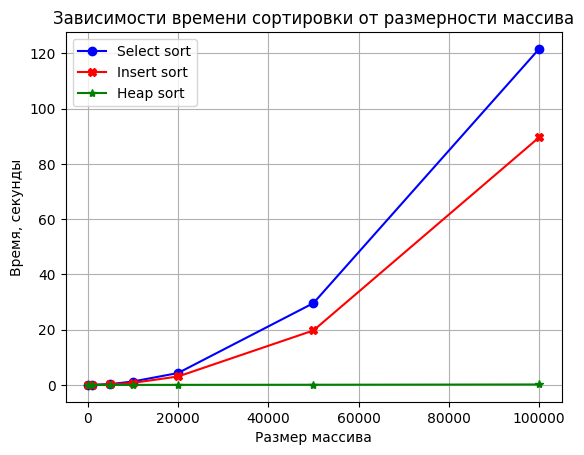 Зависимости времени сортировки от размерности массива
Select sort
Insert sort
Heap sort
Время, секунды
120
100
80
60
40
20
0
0 20000 40000 60000 80000 100000
Размер массива